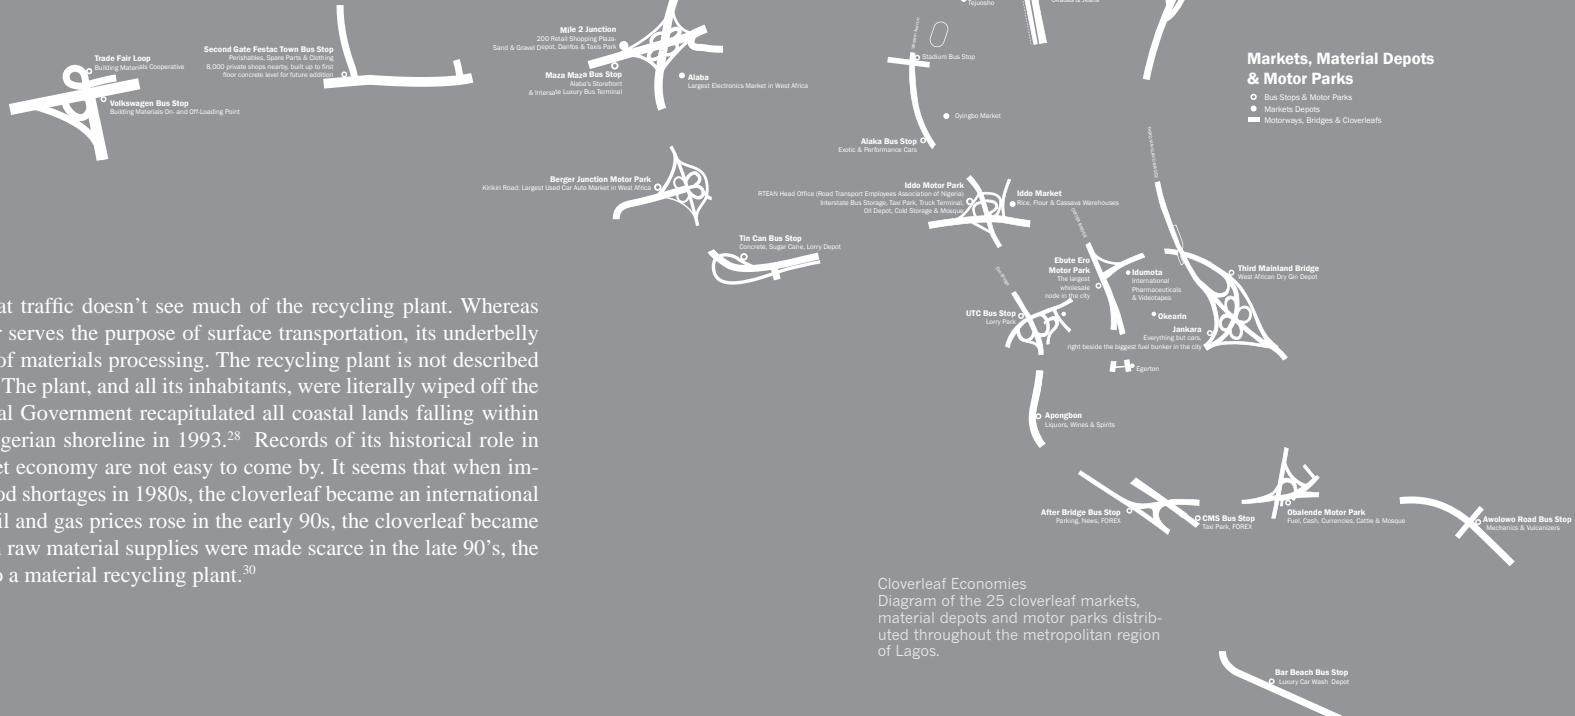 Tejuosho
Mile 2 Junction
200 Retail Shopping Plaza-
Sand & Gravel Depot, Danfos & Taxis Park
Second Gate Festac Town Bus Stop
Perishables, Spare Parts & Clothing
8,000 private shops nearby, built up to first
floor concrete level for future addition
Trade Fair Loop
Building Materials Cooperative
Volkswagen Bus Stop
Building Materials On- and Off-Loading Point
Maza Maza Bus Stop
Alaba's Storefront
& Intersate Luxury Bus Terminal
Alaba
Largest Electronics Market in West Africa
Stadium Bus Stop
Oyingbo Market
Alaka Bus Stop
Exotic & Performance Cars
Markets, Material Depots
& Motor Parks
Bus Stops & Motor Parks
Markets Depots
Motorways, Bridges & Cloverleafs
Berger Junction Motor Park
Kirikiri Road: Largest Used Car Auto Market in West Africa
Iddo Motor Park
RTEAN Head Office (Road Transport Employees Association of Nigeria)
Interstate Bus Storage, Taxi Park, Truck Terminal,
Oil Depot, Cold Storage & Mosque
Iddo Market
Rice, Flour & Cassava Warehouses
Tin Can Bus Stop
Concrete, Sugar Cane, Lorry Depot
Ebute Ero
Motor Park
The largest
wholesale
node in the city
Idumota
International
Pharmaceuticals
& Videotapes
Third Mainland Bridge
West African Dry Gin Depot
UTC Bus Stop
Lorry Park
Okearin
Jankara
Everything but cars,
right beside the biggest fuel bunker in the city
Egerton
Apongbon
Liquors, Wines & Spirits
at traffic doesn't see much of the recycling plant. Whereas
r serves the purpose of surface transportation, its underbelly
of materials processing. The recycling plant is not described
The plant, and all its inhabitants, were literally wiped off the
al Government recapitulated all coastal lands falling within
gerian shoreline in 1993.28 Records of its historical role in
et economy are not easy to come by. It seems that when im-
od shortages in 1980s, the cloverleaf became an international
il and gas prices rose in the early 90s, the cloverleaf became
n raw material supplies were made scarce in the late 90's, the
o a material recycling plant.30
After Bridge Bus Stop
Parking, News, FOREX
CMS Bus Stop
Taxi Park, FOREX
Obalende Motor Park
Fuel, Cash, Currencies, Cattle & Mosque
Awolowo Road Bus Stop
Mechanics & Vulcanizers
Cloverleaf Economies
Diagram of the 25 cloverleaf markets,
material depots and motor parks distrib-
uted throughout the metropolitan region
of Lagos.
Bar Beach Bus Stop
Luxury Car Wash Depot